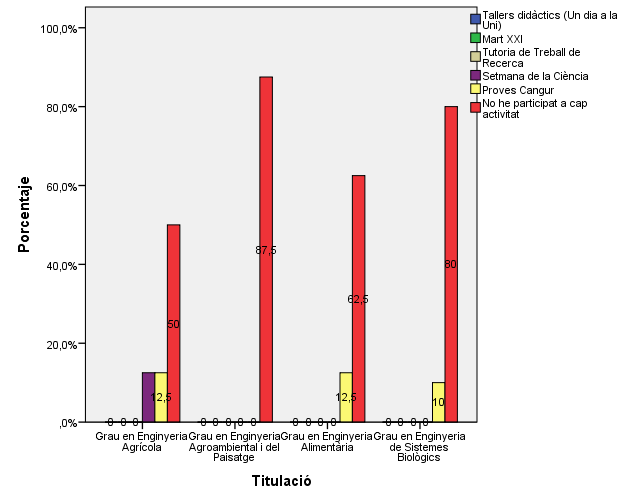 Tallers didàctics (Un dia a la
Uni)
Mart XXI
Tutoria de Treball de
Recerca
Setmana de la Ciència
Proves Cangur
No he participat a cap
activitat
100,0%
80,0%
60,0%
40,0%
20,0%
,0%
Porcentaje
87,5
80
62,5
50
12,5
12,5
10
0 0 0
0 0 0 0 0
0 0 0 0
0 0 0 0
Grau en Enginyeria
Agrícola
Grau en Enginyeria
Agroambiental i del
Paisatge
Grau en Enginyeria
Alimentària
Grau en Enginyeria
de Sistemes
Biològics
Titulació